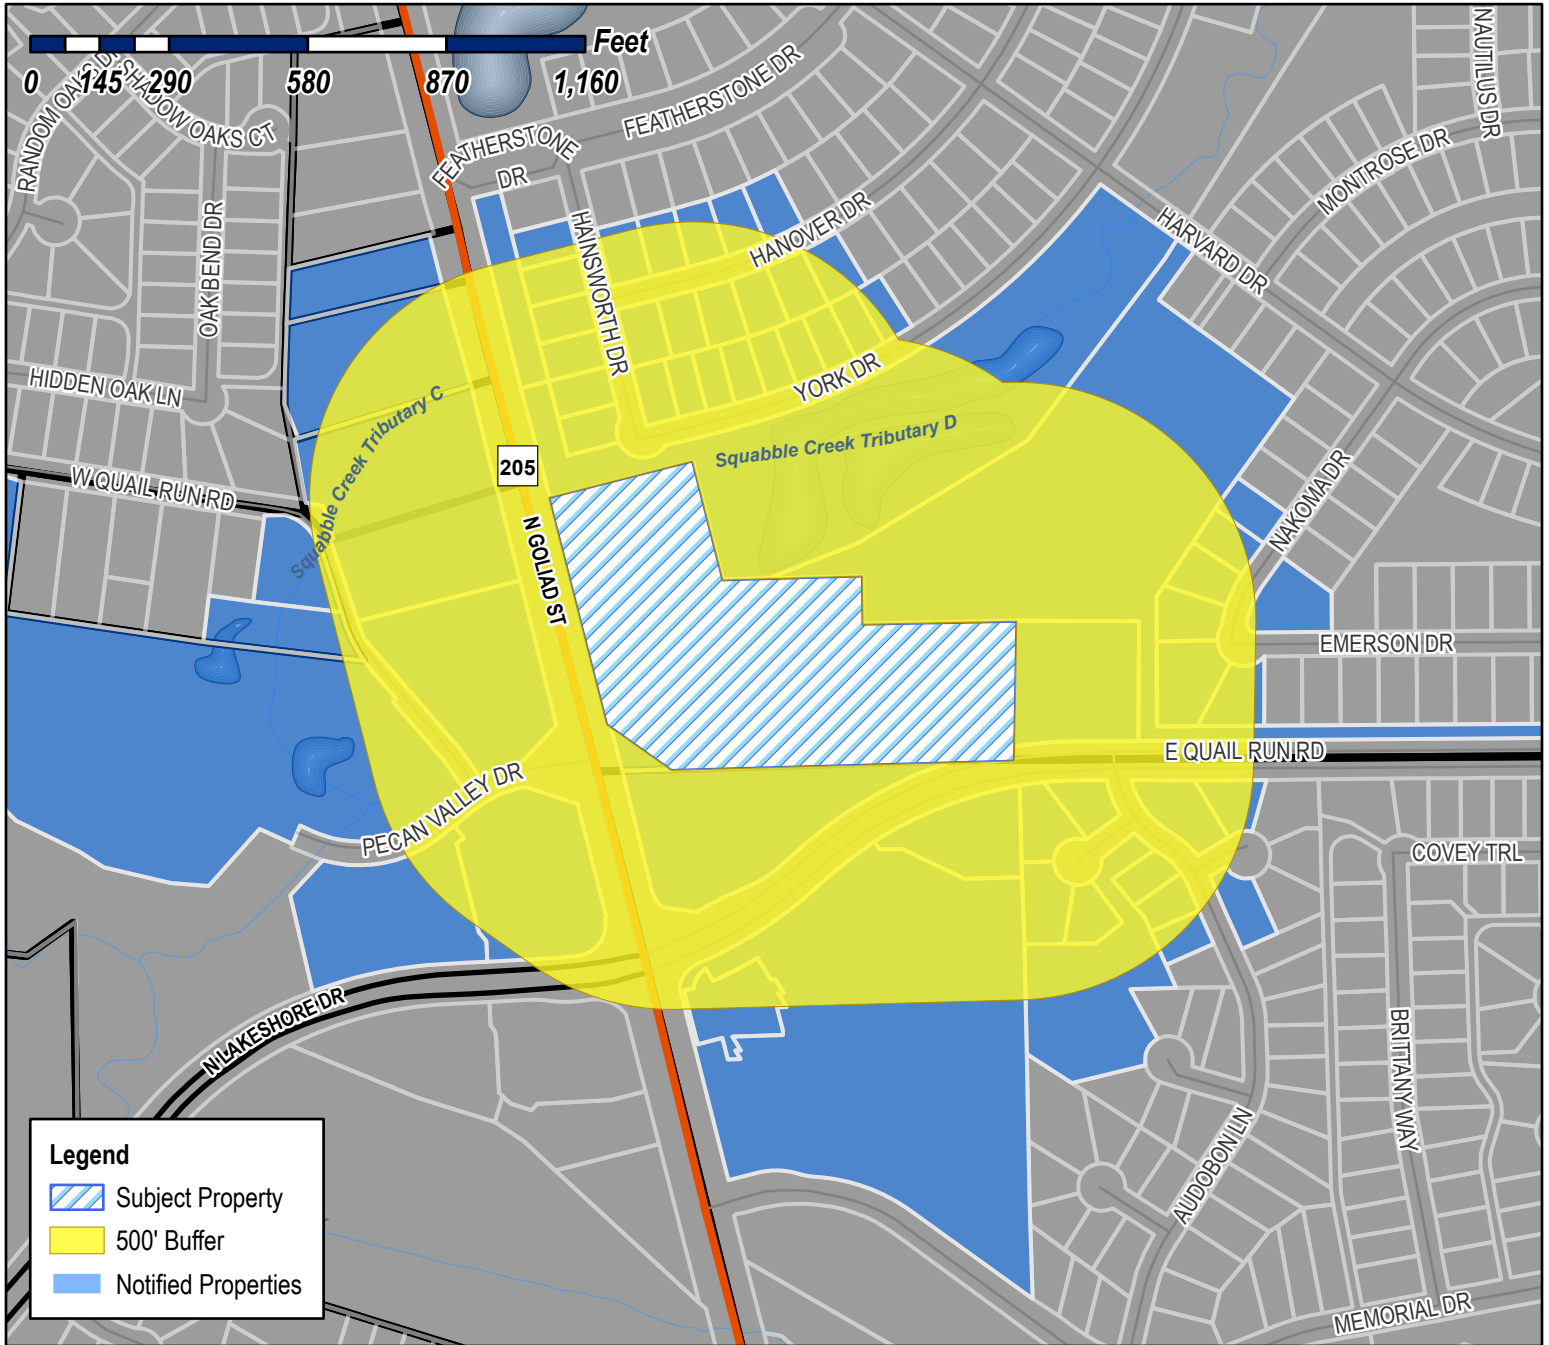 Feet
0 145 290 580 870 1,160
RANDOM OAKS DR
SHADOW OAKS CT
OAK BEND DR
HIDDEN OAK LN
W QUAIL RUN RD
Squabble Creek Tributary C
FEATHERSTONE
DR
FEATHERSTONE DR
HAINSWORTH DR
HANOVER DR
YORK DR
Squabble Creek Tributary D
205
N GOLIAD ST
NAUTILUS DR
MONTROSE DR
HARVARD DR
NAKOMA DR
EMERSON DR
E QUAIL RUN RD
COVEY TRL
PECAN VALLEY DR
N LAKESHORE DR
BRITTANY WAY
AUDOBON LN
MEMORIAL DR
Legend
Subject Property
500' Buffer
Notified Properties